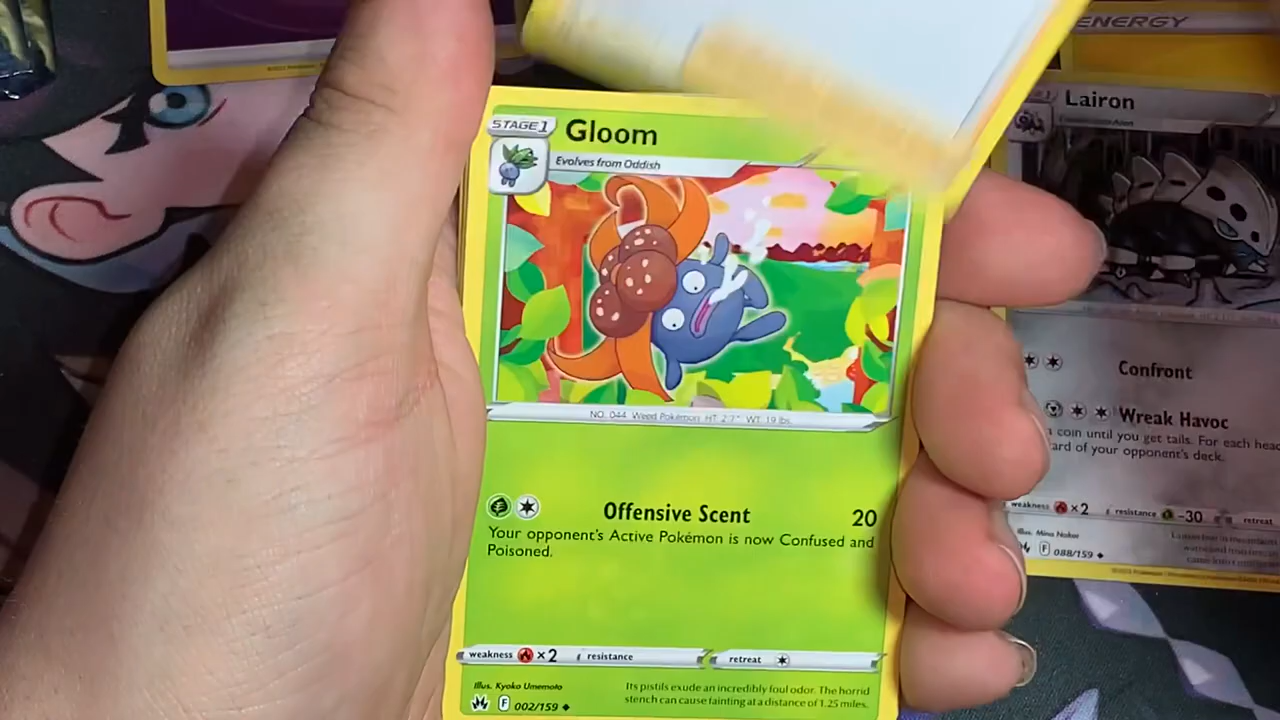 ENERGY
STAGE 1
Gloom
Evolves from Oddish
NO. 044 Weed Pokémon HT: 2'7" WT: 19 lbs.
Offensive Scent 20
Your opponent's Active Pokémon is now Confused and
Poisoned.
weakness ×2 resistance retreat
Illus. Kyoko Umemoto
F 002/159
Its pistils exude an incredibly foul odor. The horrid
stench can cause fainting at a distance of 1.25 miles.
Lairon
Confront
Wreak Havoc
coin until you get tails. For each
of your opponent's deck.
weakness ×2 resistance -30 retreat
Illus. Mina Nakai
F 088/159